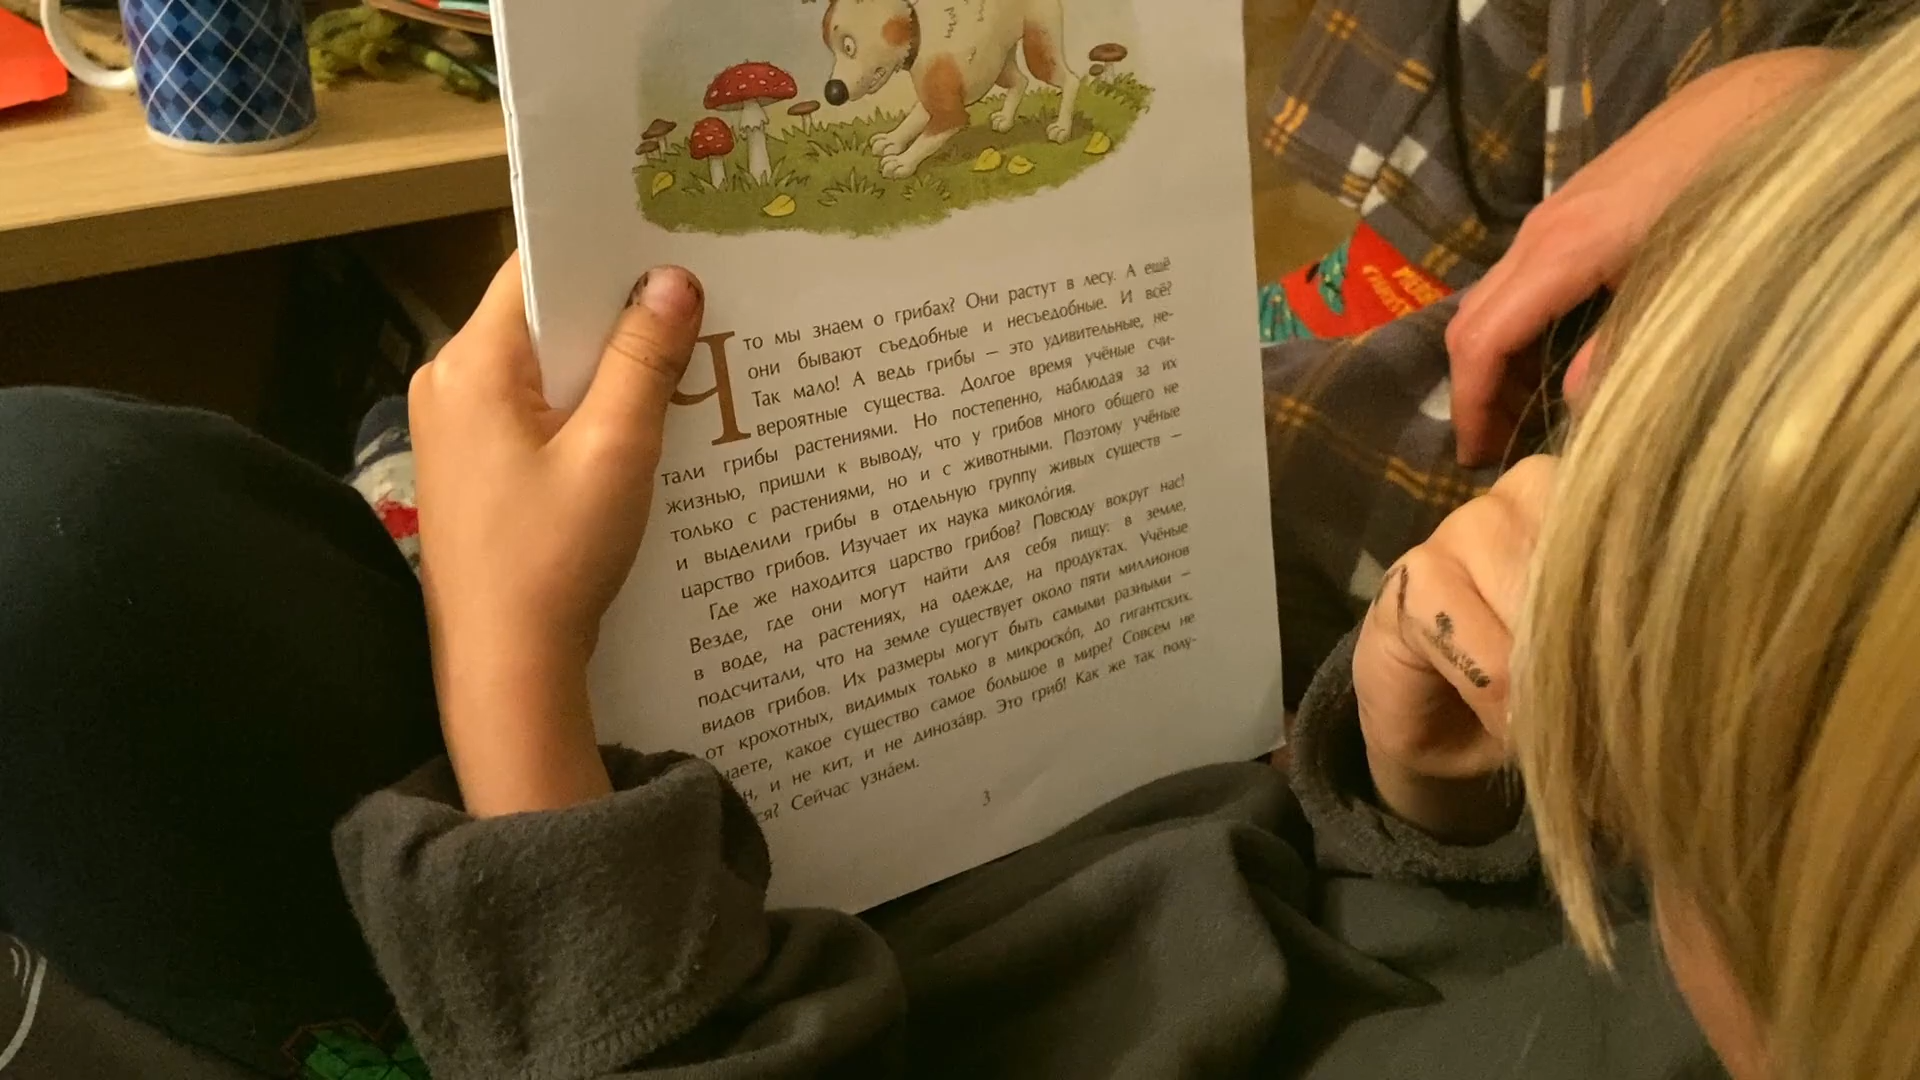 Что мы знаем о грибах? Они растут в лесу. А ещё
они бывают съедобные и несъедобные. И всё?
Так мало! А ведь грибы — это удивительные, не-
вероятные существа. Долгое время учёные счи-
тали грибы растениями. Но постепенно, наблюдая за их
жизнью, пришли к выводу, что у грибов много общего не
только с растениями, но и с животными. Поэтому учёные
и выделили грибы в отдельную группу живых существ —
царство грибов. Изучает их наука миколо́гия.
Где же находится царство грибов? Повсюду вокруг нас!
Везде, где они могут найти для себя пищу: в земле,
в воде, на растениях, на одежде, на продуктах. Учёные
подсчитали, что на земле существует около пяти миллионов
видов грибов. Их размеры могут быть самыми разными —
от крохотных, видимых только в микроско́п, до гигантских.
наете, какое существо самое большое в мире? Совсем не
н, и не кит, и не диноза́вр. Это гриб! Как же так полу-
ся? Сейчас узна́ем.
3